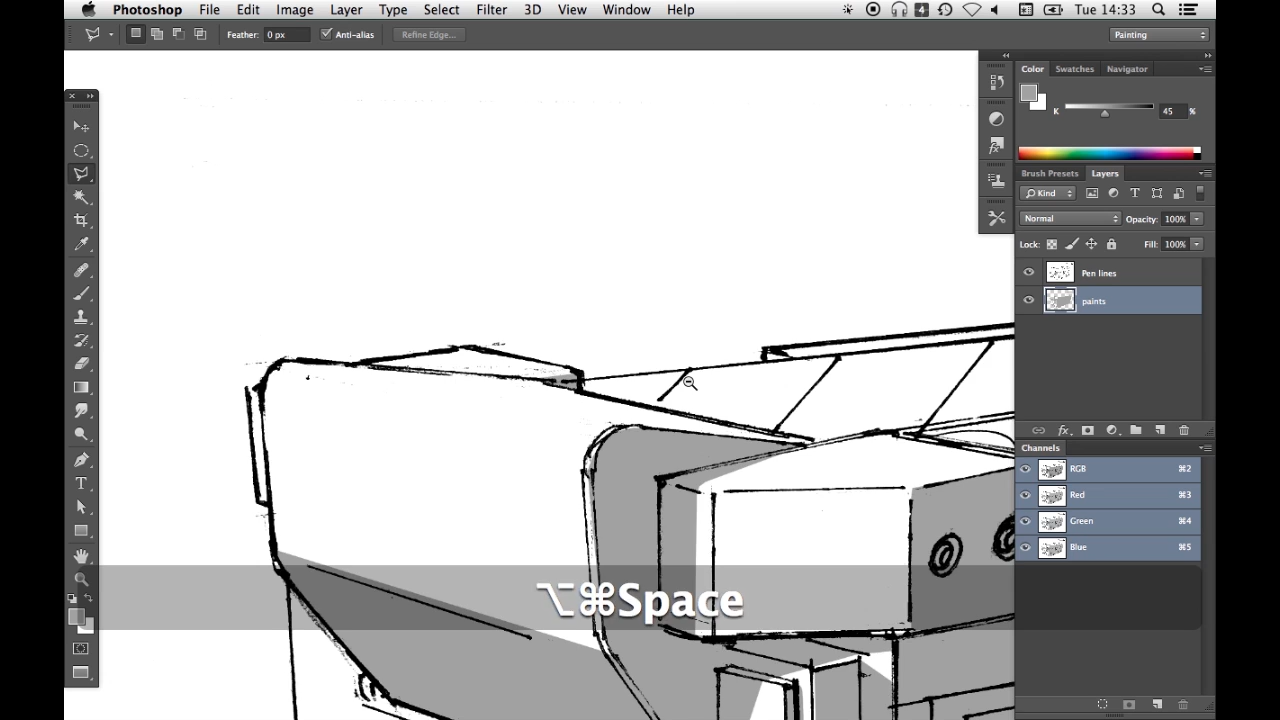 Photoshop File Edit Image Layer Type Select Filter 3D View Window Help 4 Tue 14:33
Feather: 0 px Anti-alias Refine Edge... Painting
Color Swatches Navigator
K 45 %
Brush Presets Layers
Kind T
Normal Opacity: 100%
Lock: Fill: 100%
Pen lines
paints
fx
Channels
RGB ⌘2
Red ⌘3
Green ⌘4
Blue ⌘5
⌥⌘Space